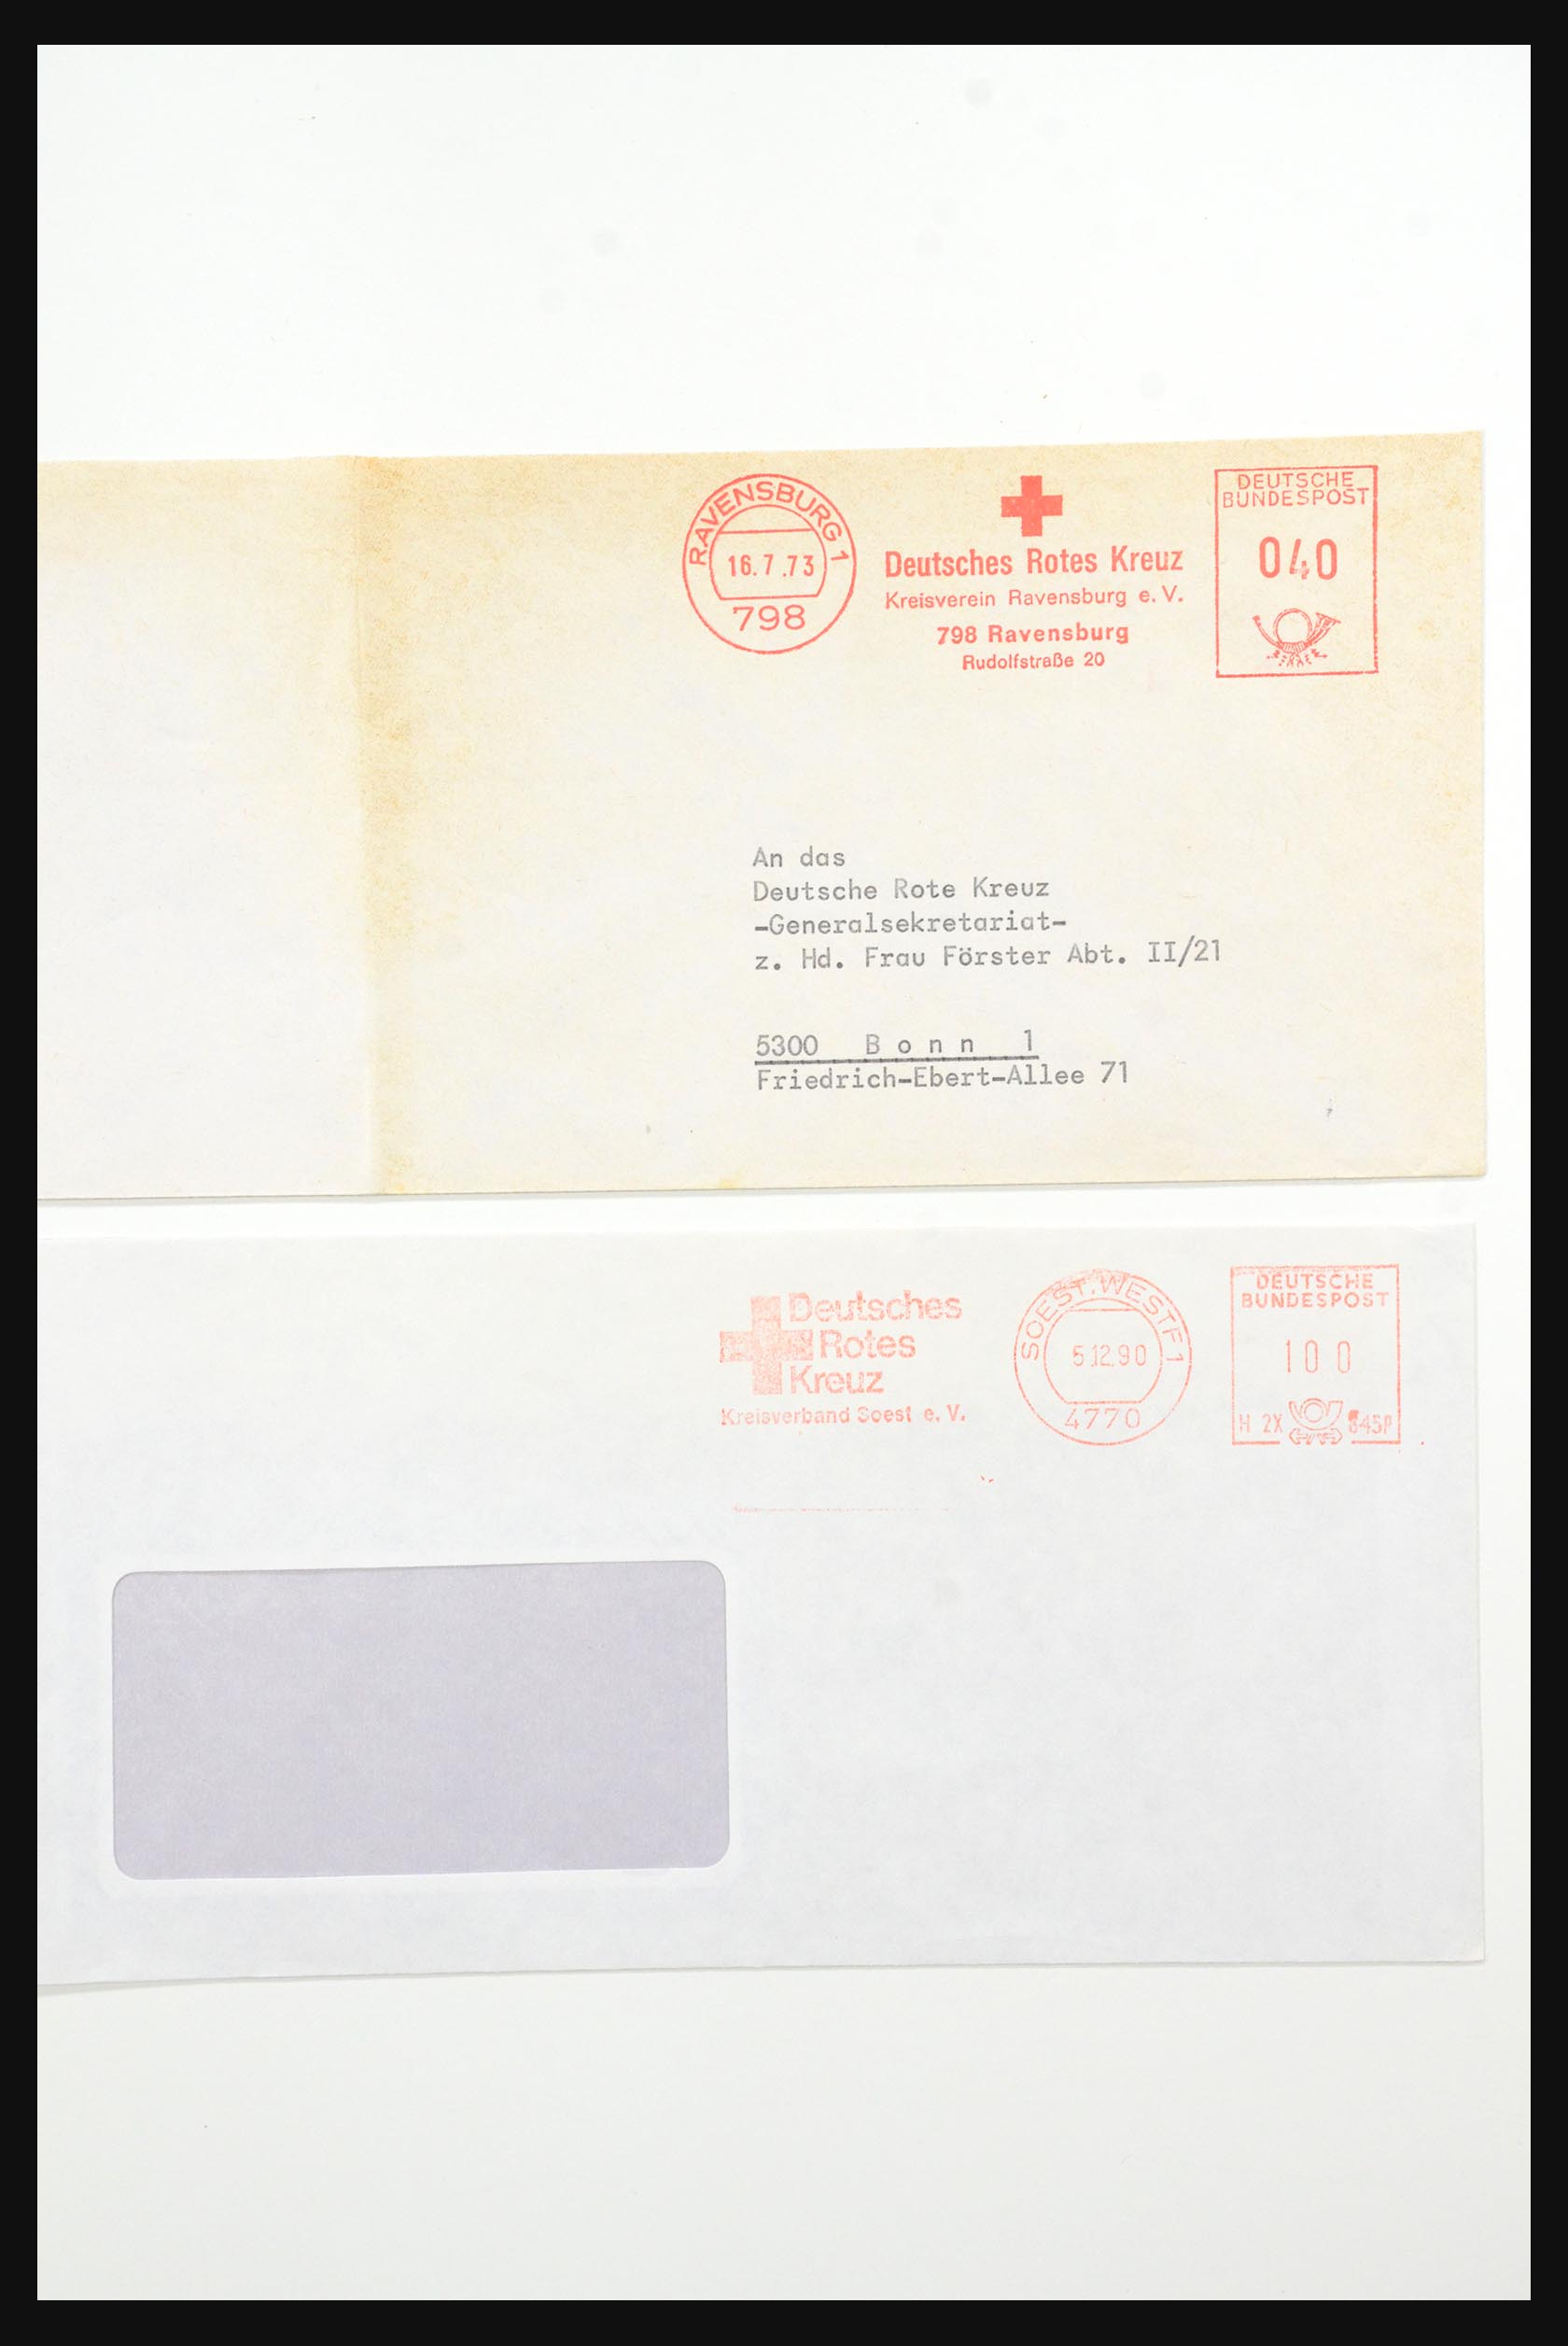 RAVENSBURG 1
16.7.73
798
Deutsches Rotes Kreuz
Kreisverein Ravensburg e. V.
798 Ravensburg
Rudolfstraße 20
DEUTSCHE
BUNDESPOST
040
An das
Deutsche Rote Kreuz
-Generalsekretariat-
z. Hd. Frau Förster Abt. II/21
5300 B o n n 1
Friedrich-Ebert-Allee 71
Deutsches
Rotes
Kreuz
Kreisverband Soest e. V.
SOEST.WESTF 1
5.12.90
4770
DEUTSCHE
BUNDESPOST
100
H 2X